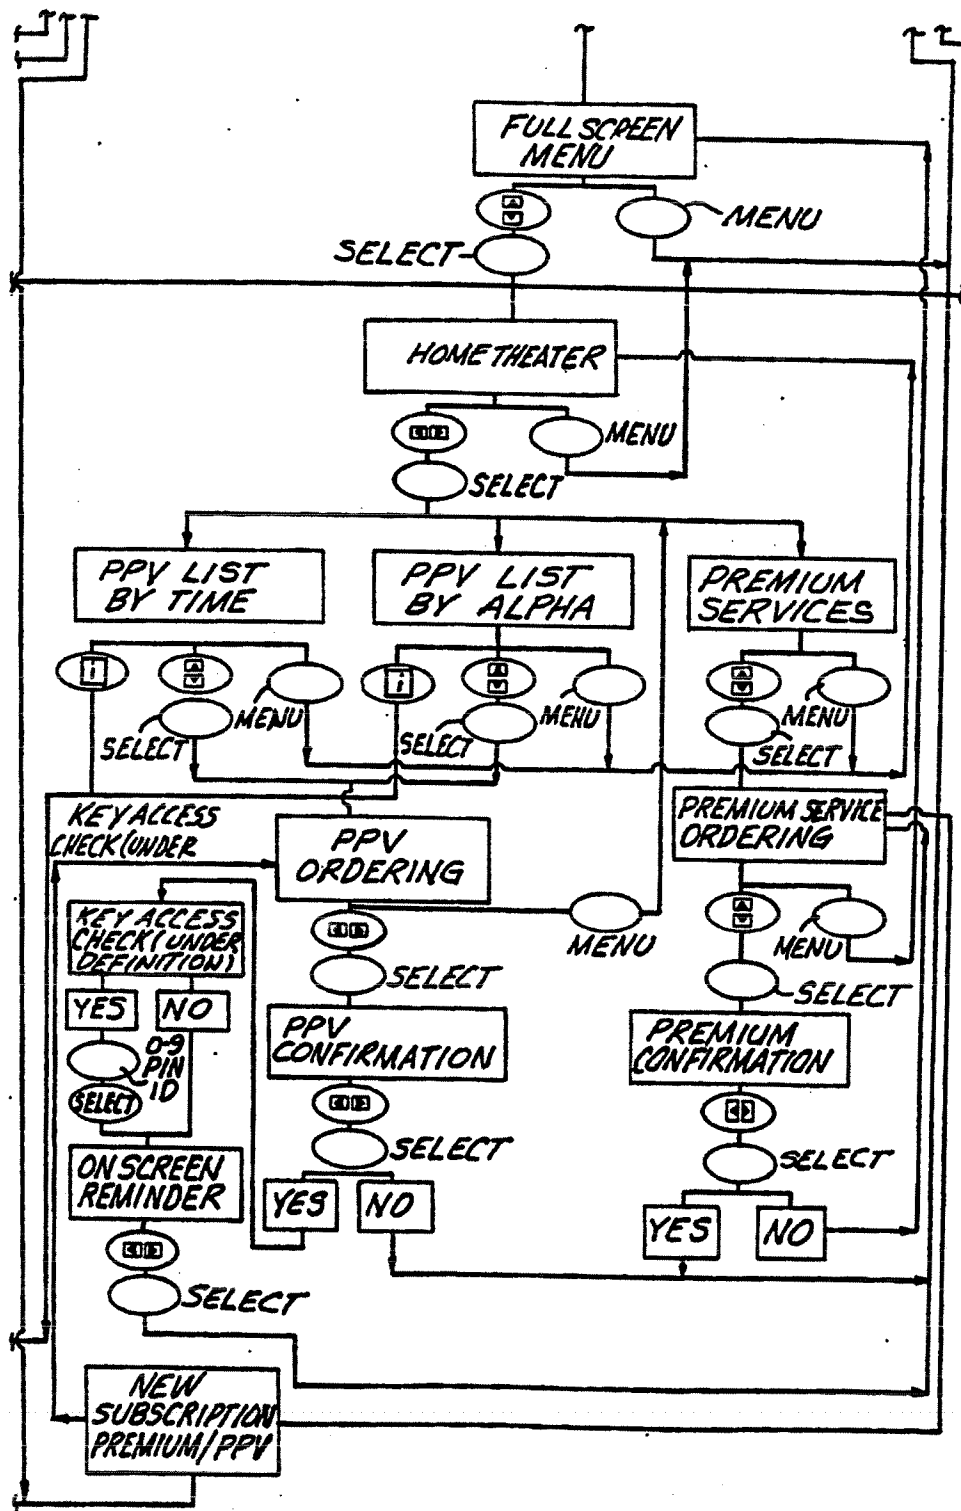 FULL SCREEN
MENU
MENU
SELECT
HOME THEATER
MENU
SELECT
PPV LIST
BY TIME
PPV LIST
BY ALPHA
PREMIUM
SERVICES
i
i
MENU
SELECT
MENU
SELECT
MENU
SELECT
KEY ACCESS
CHECK (UNDER
PPV
ORDERING
PREMIUM SERVICE
ORDERING
KEY ACCESS
CHECK (UNDER
DEFINITION)
MENU
MENU
SELECT
SELECT
YES
NO
PPV
CONFIRMATION
PREMIUM
CONFIRMATION
0-9
PIN
ID
SELECT
SELECT
SELECT
ON SCREEN
REMINDER
YES
NO
YES
NO
SELECT
NEW
SUBSCRIPTION
PREMIUM/PPV